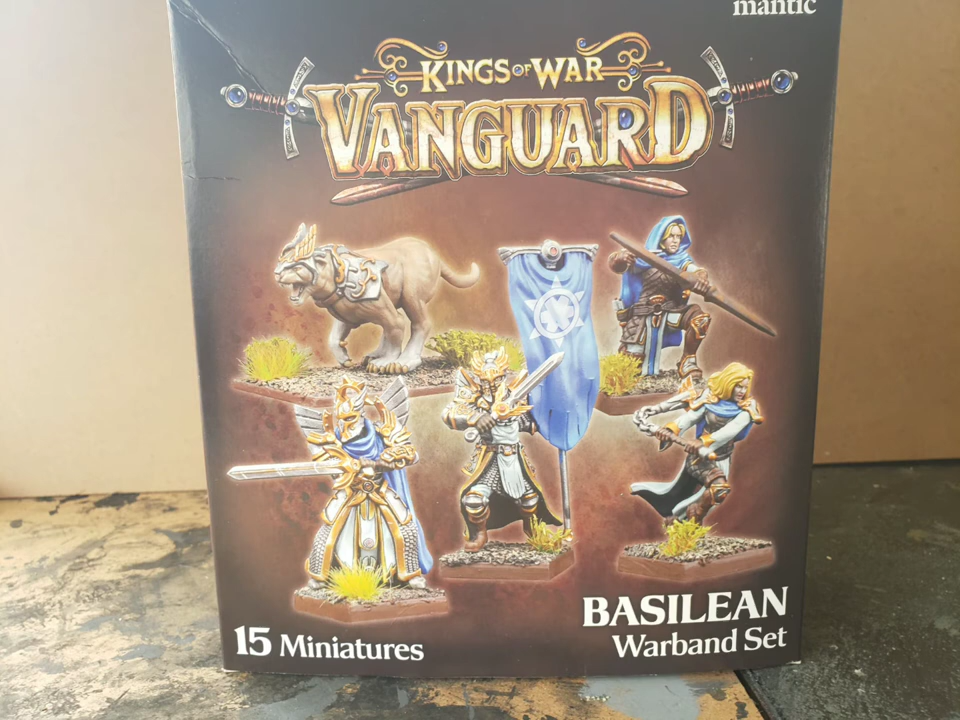 mantic
KINGS OF WAR
VANGUARD
BASILEAN
15 Miniatures
Warband Set